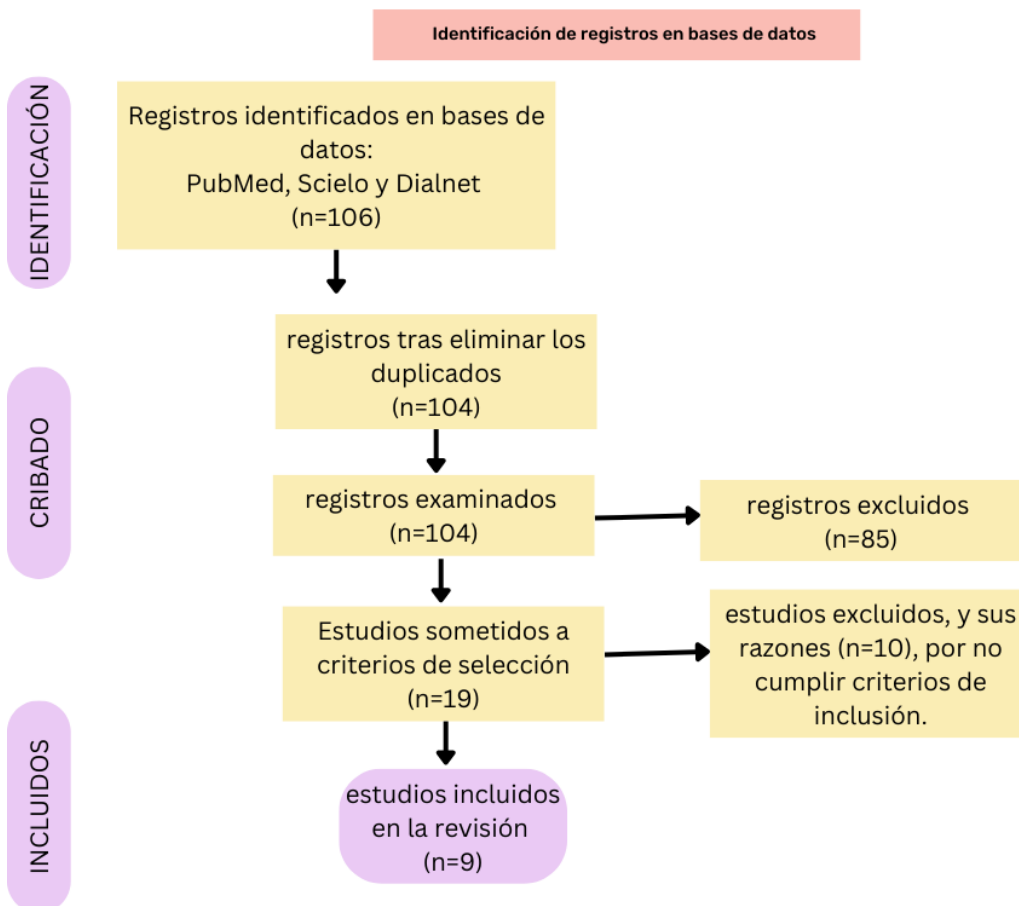 Identificación de registros en bases de datos
IDENTIFICACIÓN
Registros identificados en bases de
datos:
PubMed, Scielo y Dialnet
(n=106)
registros tras eliminar los
duplicados
(n=104)
CRIBADO
registros examinados
(n=104)
registros excluidos
(n=85)
Estudios sometidos a
criterios de selección
(n=19)
estudios excluidos, y sus
razones (n=10), por no
cumplir criterios de
inclusión.
INCLUIDOS
estudios incluidos
en la revisión
(n=9)